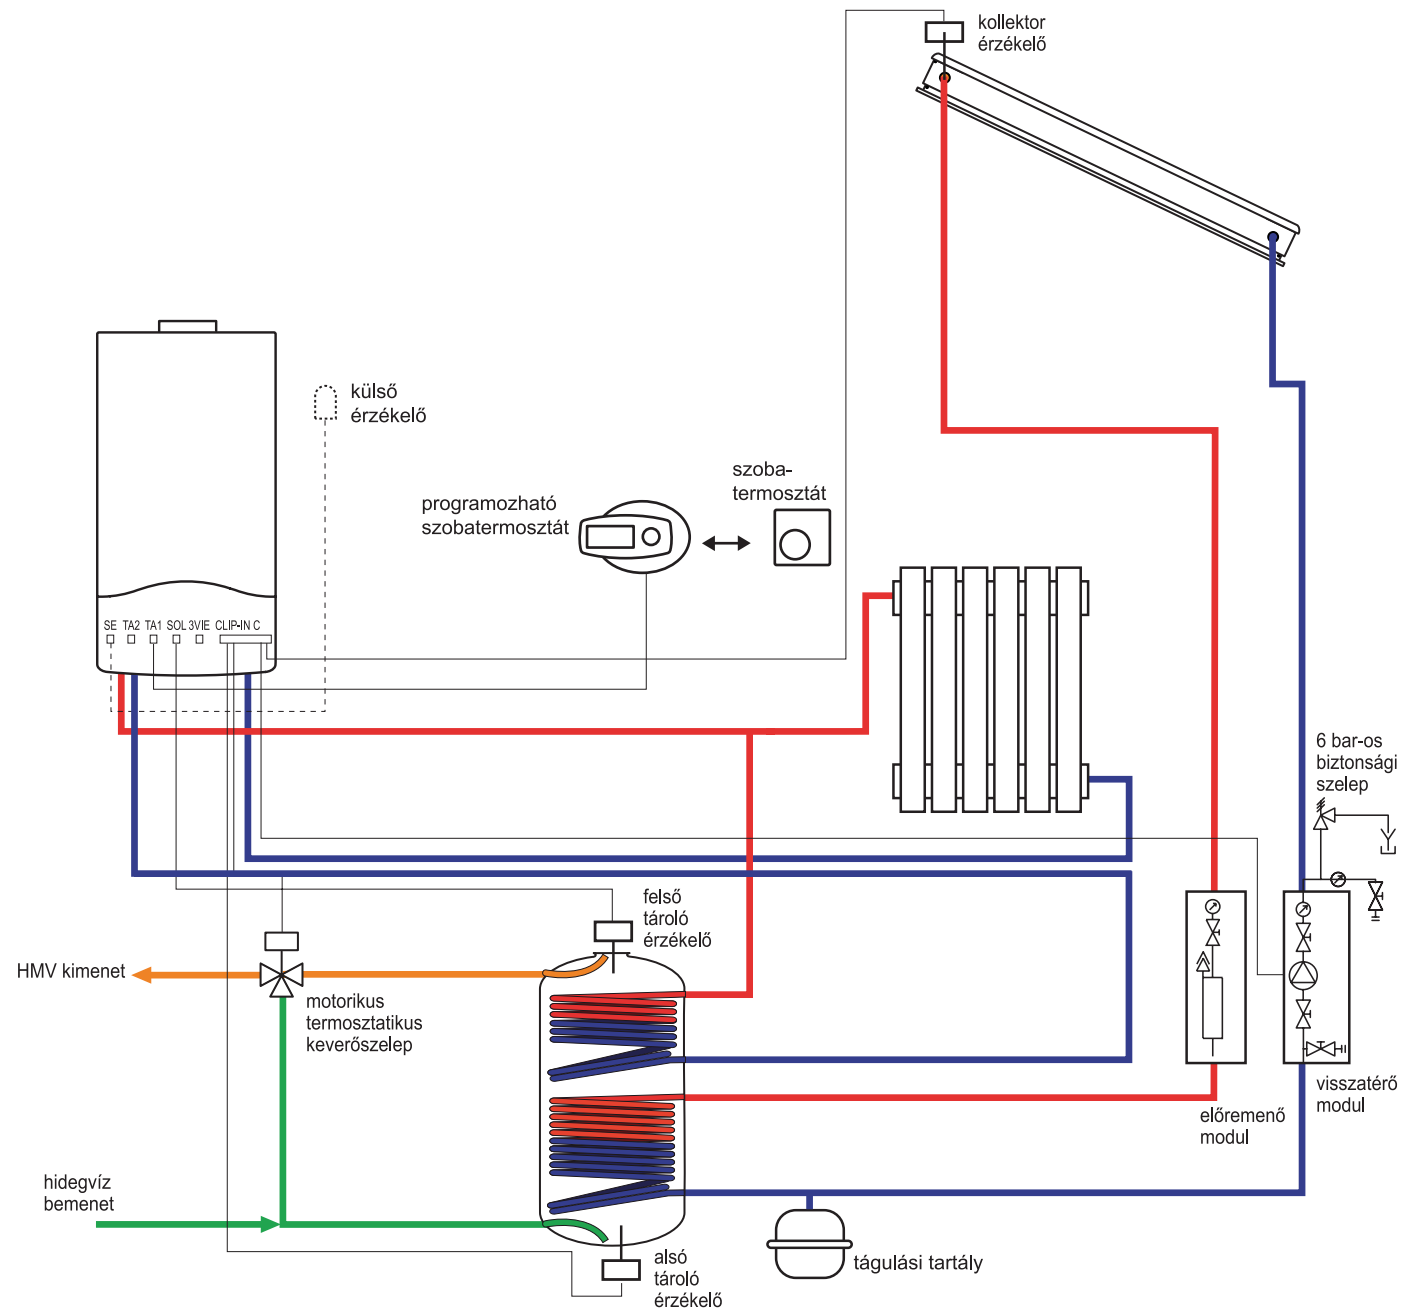 kollektor
érzékelő
külső
érzékelő
szoba-
termosztát
programozható
szobatermosztát
SE TA2 TA1 SOL 3VIE CLIP-IN C
6 bar-os
biztonsági
szelep
felső
tároló
érzékelő
HMV kimenet
motorikus
termosztatikus
keverőszelep
visszatérő
modul
előremenő
modul
hidegvíz
bemenet
tágulási tartály
alsó
tároló
érzékelő